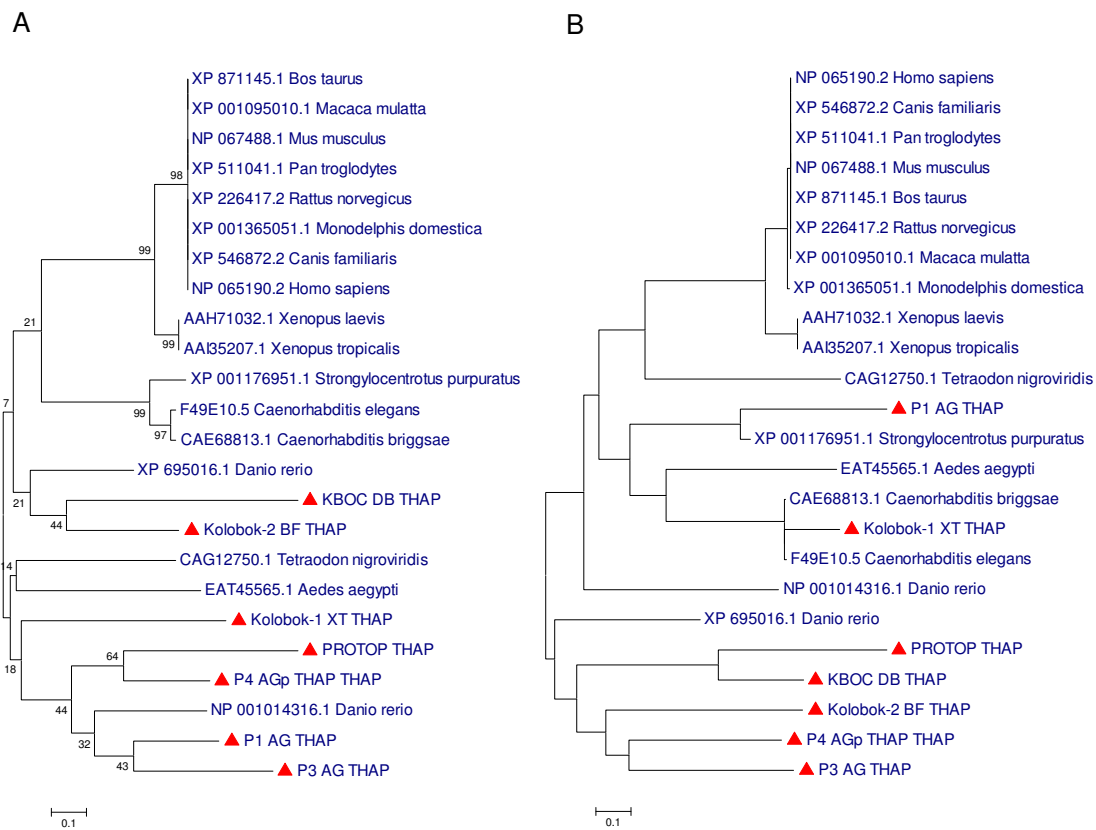 A
XP 871145.1 Bos taurus
XP 001095010.1 Macaca mulatta
NP 067488.1 Mus musculus
XP 511041.1 Pan troglodytes
98
XP 226417.2 Rattus norvegicus
XP 001365051.1 Monodelphis domestica
99
XP 546872.2 Canis familiaris
NP 065190.2 Homo sapiens
AAH71032.1 Xenopus laevis
21
99
AAI35207.1 Xenopus tropicalis
XP 001176951.1 Strongylocentrotus purpuratus
7
99
F49E10.5 Caenorhabditis elegans
97
CAE68813.1 Caenorhabditis briggsae
XP 695016.1 Danio rerio
21
KBOC DB THAP
44
Kolobok-2 BF THAP
CAG12750.1 Tetraodon nigroviridis
14
EAT45565.1 Aedes aegypti
Kolobok-1 XT THAP
PROTOP THAP
64
18
P4 AGp THAP THAP
44
NP 001014316.1 Danio rerio
32
P1 AG THAP
43
P3 AG THAP
0.1
B
NP 065190.2 Homo sapiens
XP 546872.2 Canis familiaris
XP 511041.1 Pan troglodytes
NP 067488.1 Mus musculus
XP 871145.1 Bos taurus
XP 226417.2 Rattus norvegicus
XP 001095010.1 Macaca mulatta
XP 001365051.1 Monodelphis domestica
AAH71032.1 Xenopus laevis
AAI35207.1 Xenopus tropicalis
CAG12750.1 Tetraodon nigroviridis
P1 AG THAP
XP 001176951.1 Strongylocentrotus purpuratus
EAT45565.1 Aedes aegypti
CAE68813.1 Caenorhabditis briggsae
Kolobok-1 XT THAP
F49E10.5 Caenorhabditis elegans
NP 001014316.1 Danio rerio
XP 695016.1 Danio rerio
PROTOP THAP
KBOC DB THAP
Kolobok-2 BF THAP
P4 AGp THAP THAP
P3 AG THAP
0.1